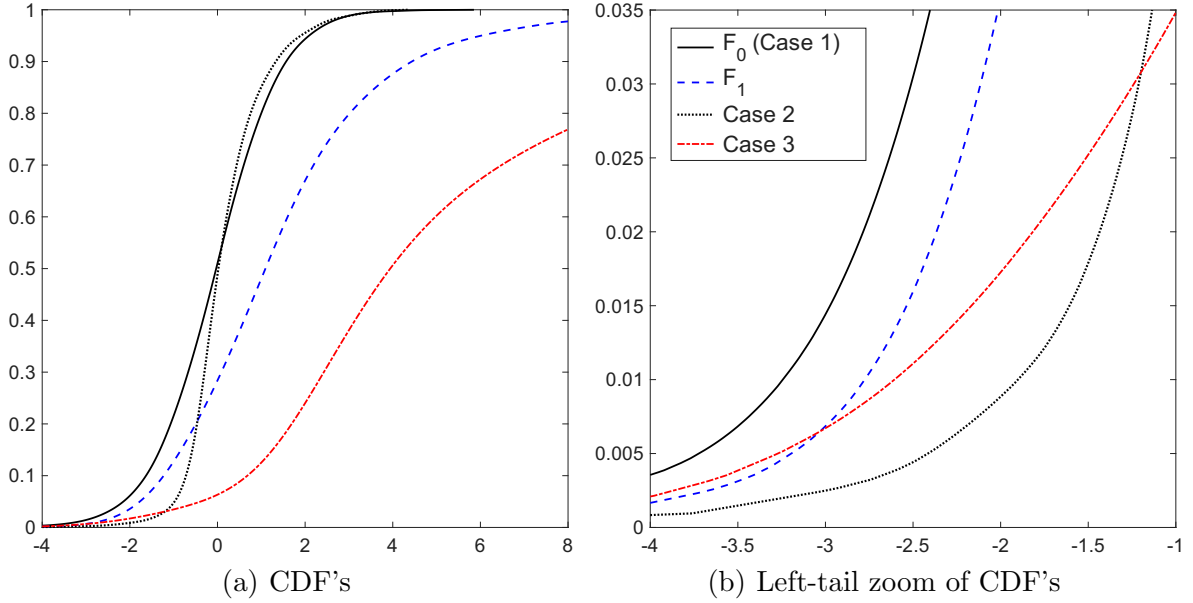 1
0.9
0.8
0.7
0.6
0.5
0.4
0.3
0.2
0.1
0
-4 -2 0 2 4 6 8
(a) CDF's
0.035
0.03
0.025
0.02
0.015
0.01
0.005
0
-4 -3.5 -3 -2.5 -2 -1.5 -1
F_0 (Case 1)
F_1
Case 2
Case 3
(b) Left-tail zoom of CDF's